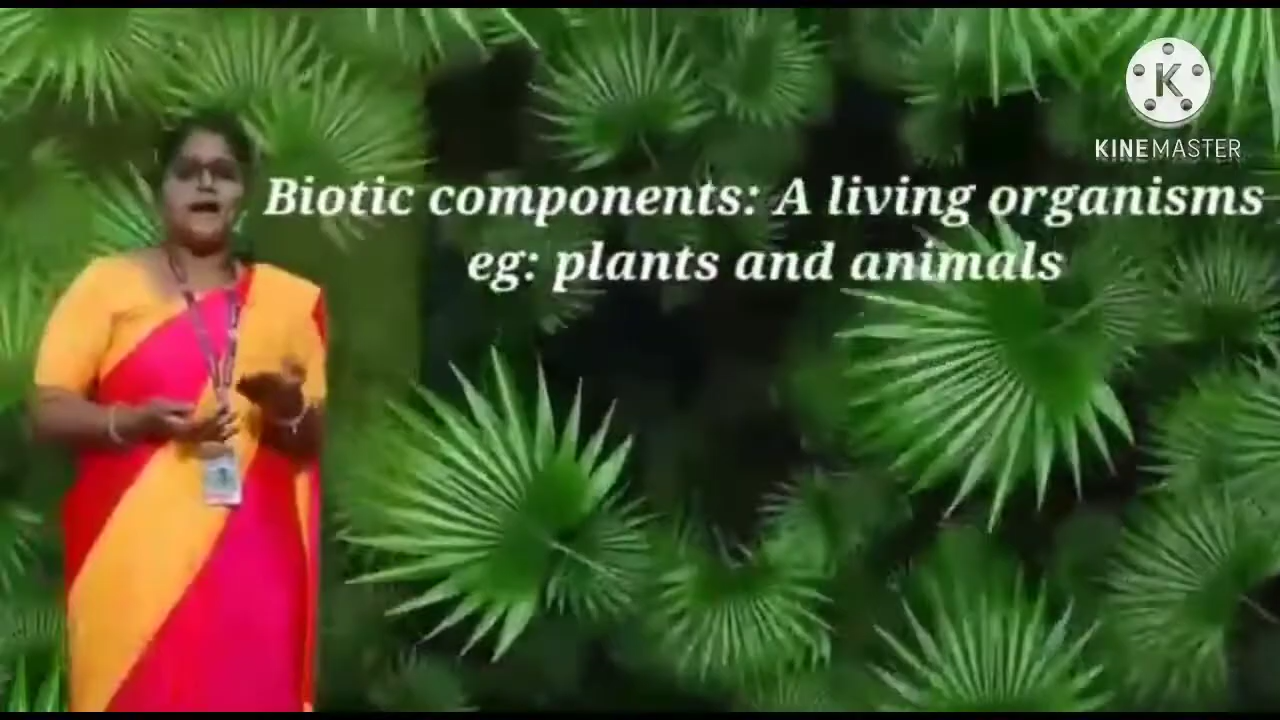 KINEMASTER
Biotic components: A living organisms
eg: plants and animals